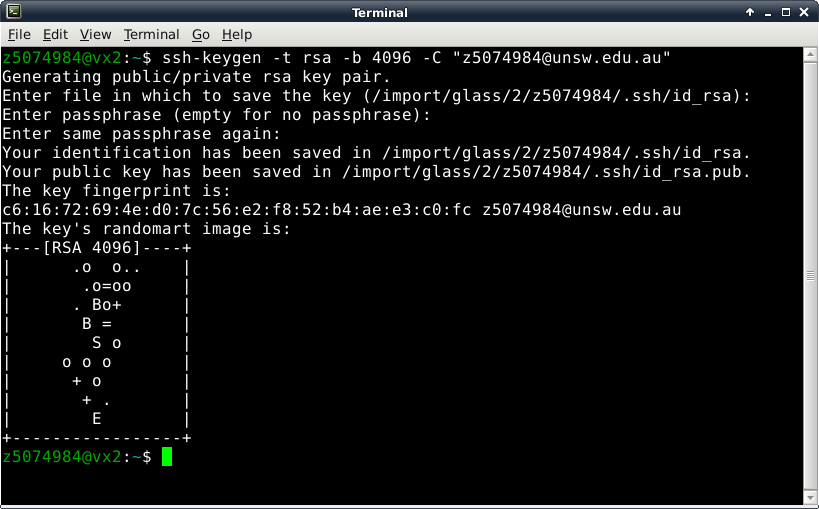 Terminal
File Edit View Terminal Go Help
z5074984@vx2:~$ ssh-keygen -t rsa -b 4096 -C "z5074984@unsw.edu.au"
Generating public/private rsa key pair.
Enter file in which to save the key (/import/glass/2/z5074984/.ssh/id_rsa):
Enter passphrase (empty for no passphrase):
Enter same passphrase again:
Your identification has been saved in /import/glass/2/z5074984/.ssh/id_rsa.
Your public key has been saved in /import/glass/2/z5074984/.ssh/id_rsa.pub.
The key fingerprint is:
c6:16:72:69:4e:d0:7c:56:e2:f8:52:b4:ae:e3:c0:fc z5074984@unsw.edu.au
The key's randomart image is:
+---[RSA 4096]----+
|      .o  o..    |
|       .o=oo     |
|      . Bo+      |
|       B =       |
|        S o      |
|     o o o       |
|      + o        |
|       + .       |
|        E        |
+-----------------+
z5074984@vx2:~$